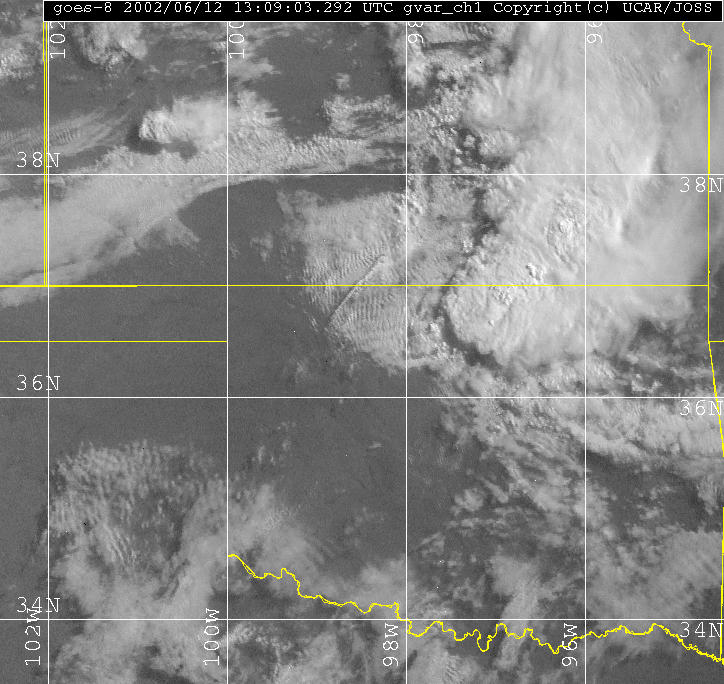 goes-8 2002/06/12 13:09:03.292 UTC gvar_ch1 Copyright(c) UCAR/JOSS
102
100
98
96
38N
38N
36N
36N
34N
34N
102W
100W
98W
96W